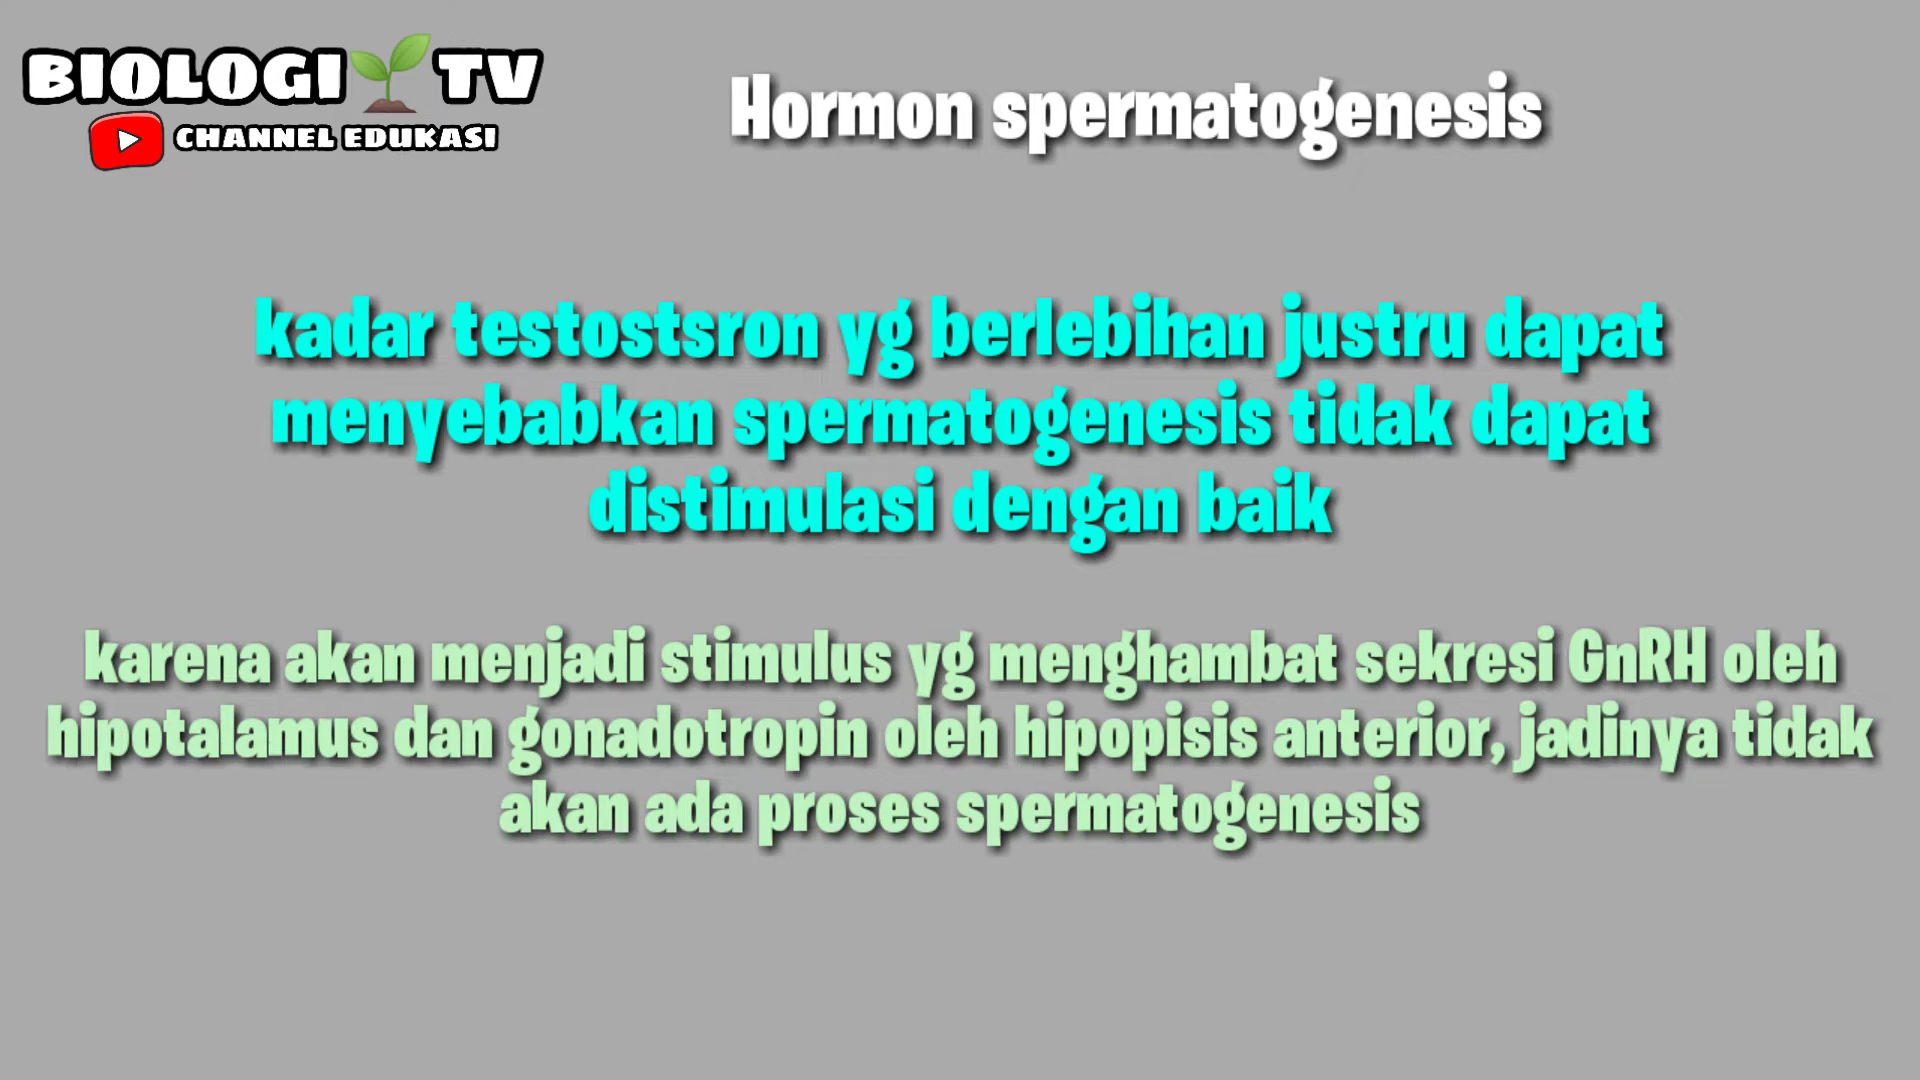 BIOLOGI TV
CHANNEL EDUKASI
Hormon spermatogenesis
kadar testostsron yg berlebihan justru dapat
menyebabkan spermatogenesis tidak dapat
distimulasi dengan baik
karena akan menjadi stimulus yg menghambat sekresi GnRH oleh
hipotalamus dan gonadotropin oleh hipopisis anterior, jadinya tidak
akan ada proses spermatogenesis